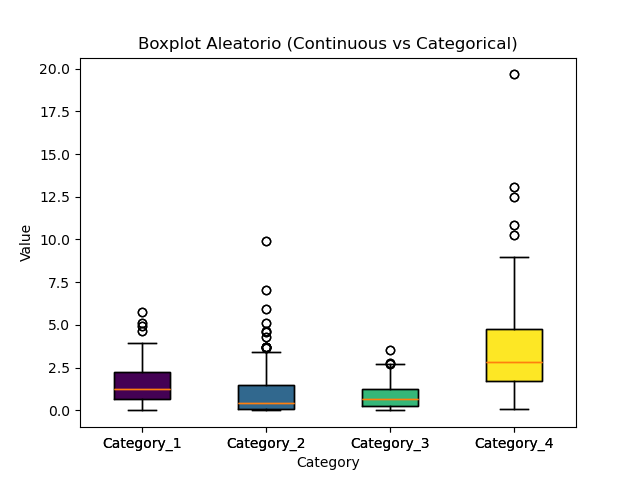 Boxplot Aleatorio (Continuous vs Categorical)
20.0
17.5
15.0
12.5
10.0
7.5
5.0
2.5
0.0
Value
Category_1 Category_2 Category_3 Category_4
Category